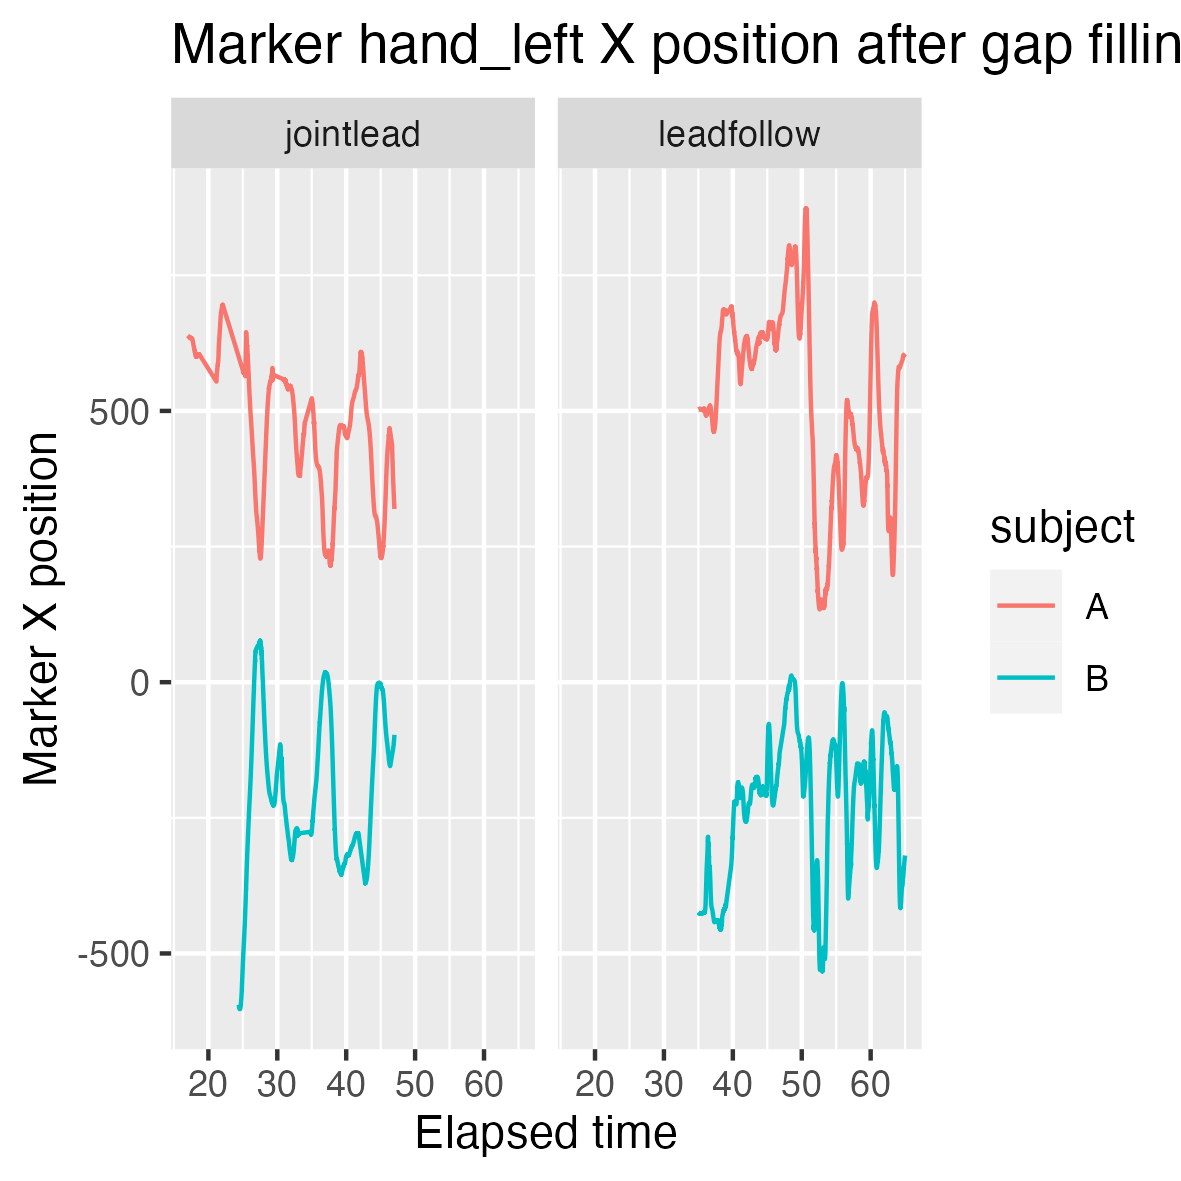 Marker hand_left X position after gap fillin
jointlead
leadfollow
Marker X position
500
0
-500
20 30 40 50 60
20 30 40 50 60
Elapsed time
subject
A
B